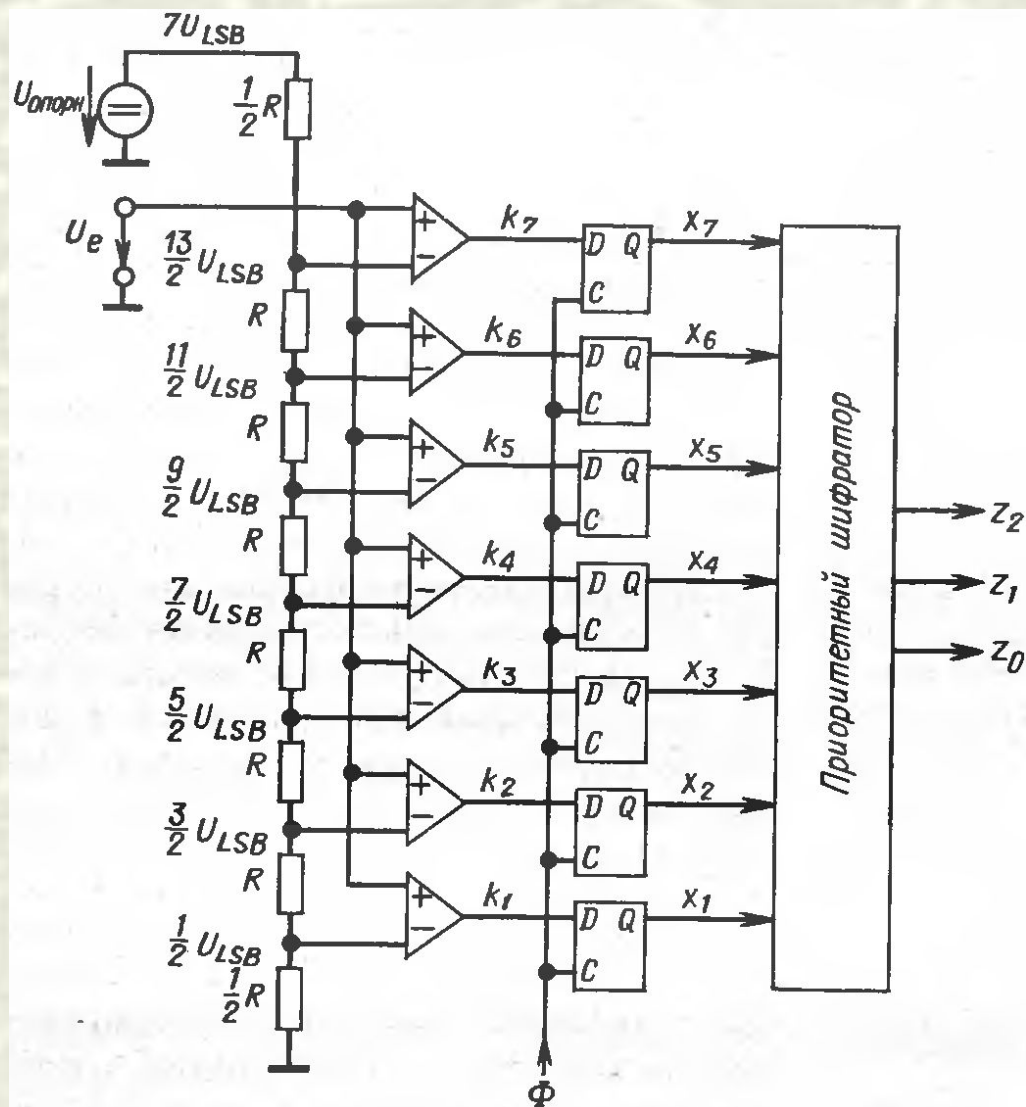 7U_LSB
U_опорн
1/2 R
U_e
13/2 U_LSB
+
−
k_7
D Q
C
x_7
R
11/2 U_LSB
+
−
k_6
D Q
C
x_6
R
9/2 U_LSB
+
−
k_5
D Q
C
x_5
R
7/2 U_LSB
+
−
k_4
D Q
C
x_4
R
5/2 U_LSB
+
−
k_3
D Q
C
x_3
R
3/2 U_LSB
+
−
k_2
D Q
C
x_2
R
1/2 U_LSB
+
−
k_1
D Q
C
x_1
1/2 R
Приоритетный шифратор
z_2
z_1
z_0
Ф